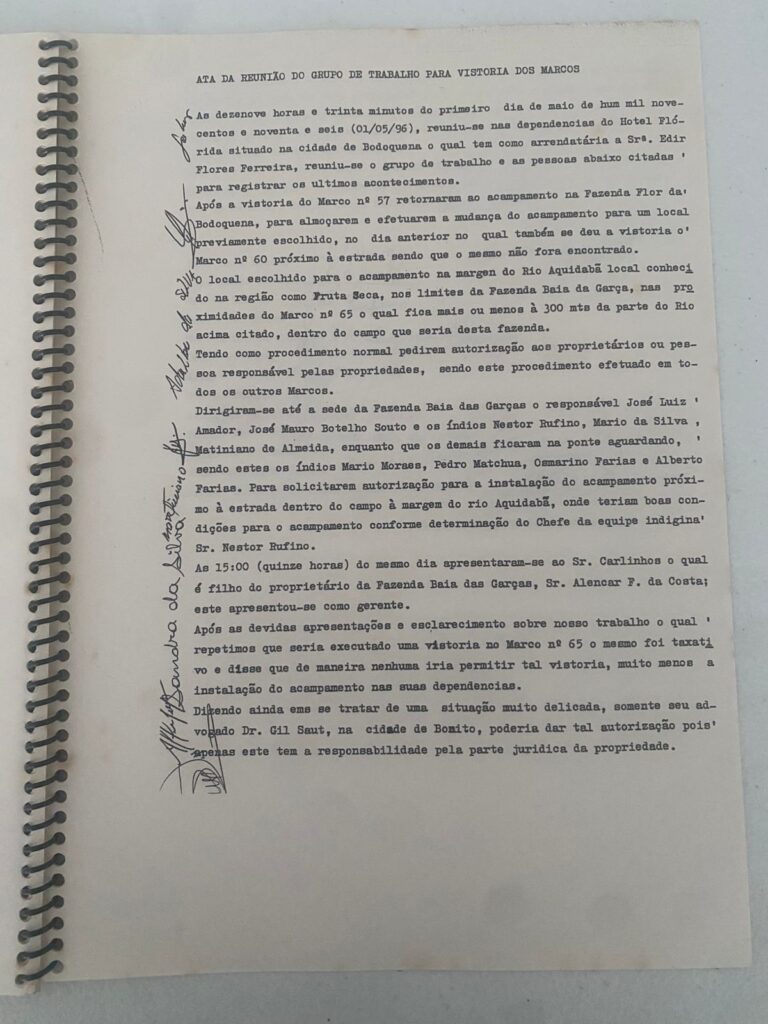 ATA DA REUNIÃO DO GRUPO DE TRABALHO PARA VISTORIA DOS MARCOS
As dezenove horas e trinta minutos do primeiro dia de maio de hum mil nove-
centos e noventa e seis (01/05/96), reuniu-se nas dependencias do Hotel Fló-
rida situado na cidade de Bodoquena o qual tem como arrendatária a Srª. Edir
Flores Ferreira, reuniu-se o grupo de trabalho e as pessoas abaixo citadas '
para registrar os ultimos acontecimentos.
Após a vistoria do Marco nº 57 retornaram ao acampamento na Fazenda Flor da'
Bodoquena, para almoçarem e efetuarem a mudança do acampamento para um local
previamente escolhido, no dia anterior no qual também se deu a vistoria o'
Marco nº 60 próximo à estrada sendo que o mesmo não fora encontrado.
O local escolhido para o acampamento na margen do Rio Aquidabã local conheci
do na região como Fruta Seca, nos limites da Fazenda Baia da Garça, nas pro
ximidades do Marco nº 65 o qual fica mais ou menos à 300 mts da parte do Rio
acima citado, dentro do campo que seria desta fazenda.
Tendo como procedimento normal pedirem autorização aos proprietários ou pes-
soa responsável pelas propriedades, sendo este procedimento efetuado em to-
dos os outros Marcos.
Dirigiram-se até a sede da Fazenda Baia das Garças o responsável José Luiz '
Amador, José Mauro Botelho Souto e os índios Nestor Rufino, Mario da Silva ,
Matiniano de Almeida, enquanto que os demais ficaram na ponte aguardando, '
sendo estes os índios Mario Moraes, Pedro Matchua, Osmarino Farias e Alberto
Farias. Para solicitarem autorização para a instalação do acampamento próxi-
mo à estrada dentro do campo à margem do rio Aquidabã, onde teriam boas con-
dições para o acampamento conforme determinação do Chefe da equipe indigina'
Sr. Nestor Rufino.
As 15:00 (quinze horas) do mesmo dia apresentaram-se ao Sr. Carlinhos o qual
é filho do proprietário da Fazenda Baia das Garças, Sr. Alencar F. da Costa;
este apresentou-se como gerente.
Após as devidas apresentações e esclarecimento sobre nosso trabalho o qual '
repetimos que seria executado uma vistoria no Marco nº 65 o mesmo foi taxati
vo e disse que de maneira nenhuma iria permitir tal vistoria, muito menos a
instalação do acampamento nas suas dependencias.
Dizendo ainda ems se tratar de uma situação muito delicada, somente seu ad-
vogado Dr. Gil Saut, na cidade de Bonito, poderia dar tal autorização pois'
apenas este tem a responsabilidade pela parte juridica da propriedade.
Sandra da Silva